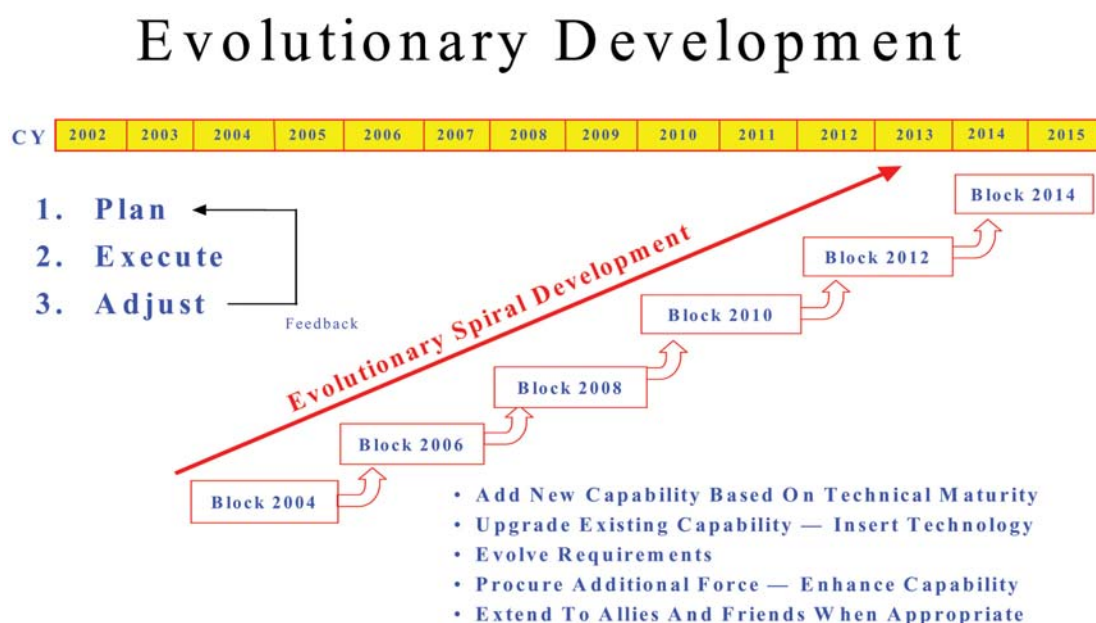 Evolutionary Development
CY 2002 2003 2004 2005 2006 2007 2008 2009 2010 2011 2012 2013 2014 2015
1. Plan
2. Execute
3. Adjust
Feedback
Evolutionary Spiral Development
Block 2014
Block 2012
Block 2010
Block 2008
Block 2006
Block 2004
• Add New Capability Based On Technical Maturity
• Upgrade Existing Capability — Insert Technology
• Evolve Requirements
• Procure Additional Force — Enhance Capability
• Extend To Allies And Friends When Appropriate